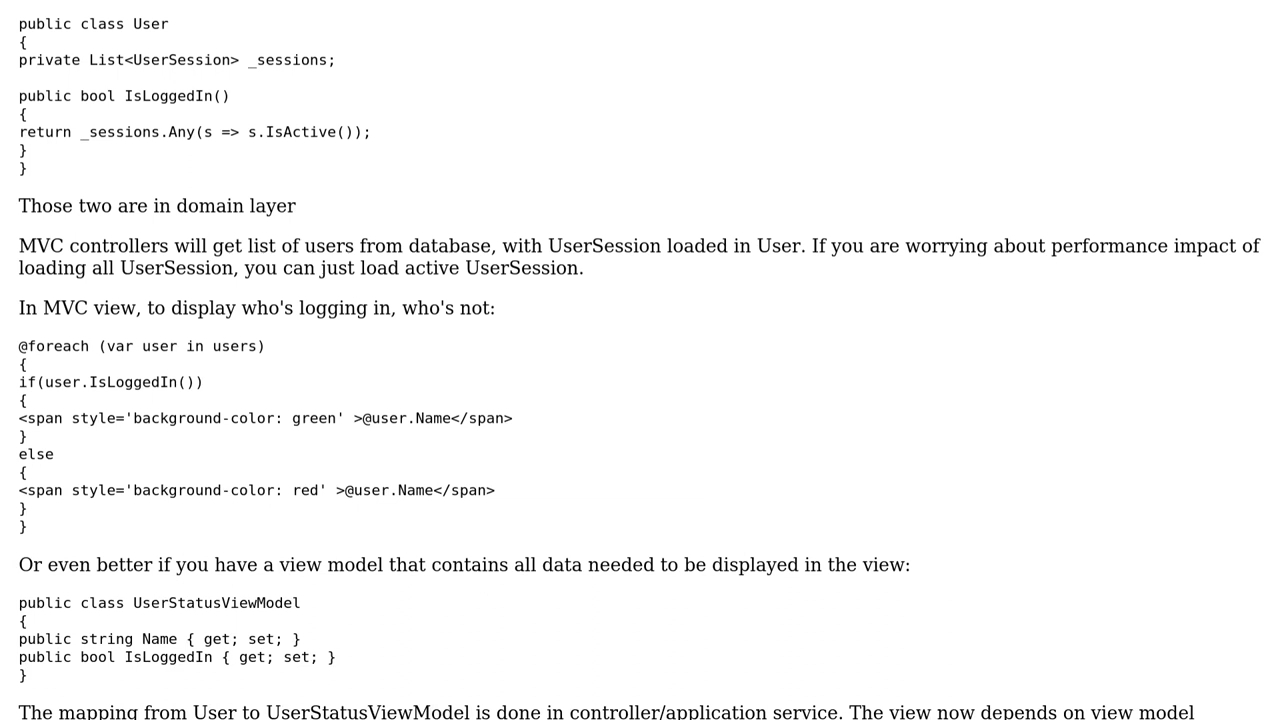 public class User
{
private List<UserSession> _sessions;
public bool IsLoggedIn()
{
return _sessions.Any(s => s.IsActive());
}
}
Those two are in domain layer
MVC controllers will get list of users from database, with UserSession loaded in User. If you are worrying about performance impact of
loading all UserSession, you can just load active UserSession.
In MVC view, to display who's logging in, who's not:
@foreach (var user in users)
{
if(user.IsLoggedIn())
{
<span style='background-color: green' >@user.Name</span>
}
else
{
<span style='background-color: red' >@user.Name</span>
}
}
Or even better if you have a view model that contains all data needed to be displayed in the view:
public class UserStatusViewModel
{
public string Name { get; set; }
public bool IsLoggedIn { get; set; }
}
The mapping from User to UserStatusViewModel is done in controller/application service. The view now depends on view model